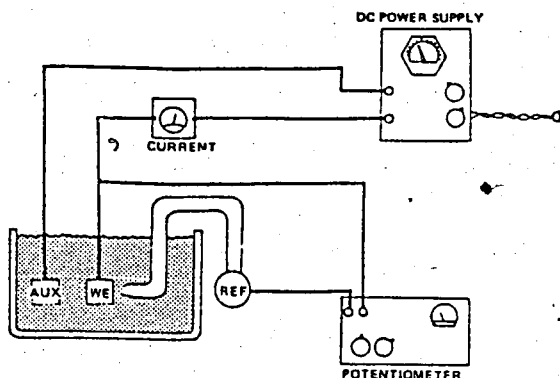 DC POWER SUPPLY
CURRENT
AUX
WE
REF
POTENTIOMETER